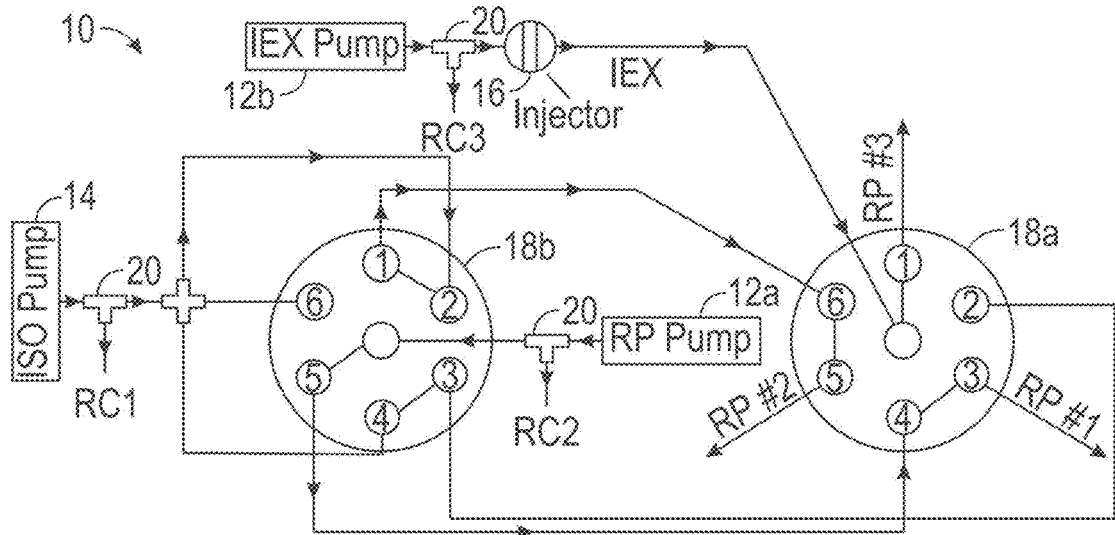 10
IEX Pump
12b
20
16
Injector
IEX
RC3
RP #3
14
ISO Pump
20
RC1
18b
1
2
3
4
5
6
20
RC2
12a
RP Pump
18a
1
2
3
4
5
6
RP #2
RP #1